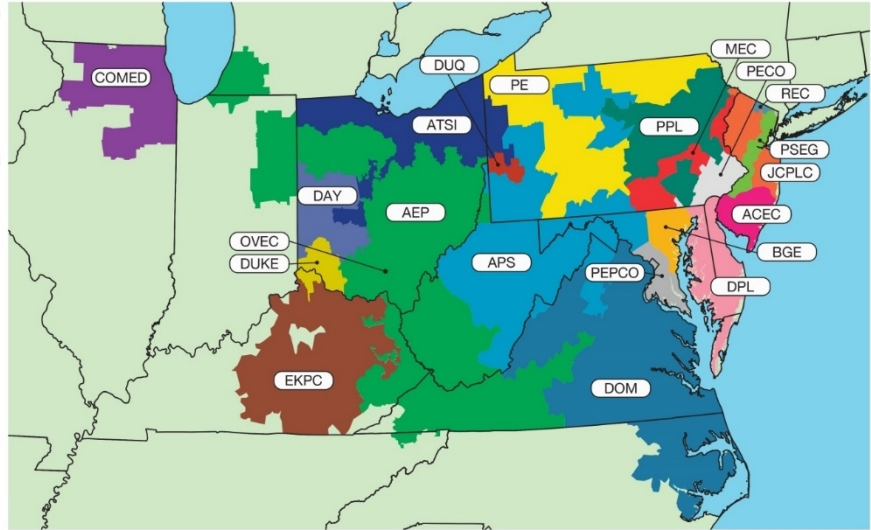 MEC
DUQ
PE
PECO
COMED
REC
ATSI
PPL
PSEG
JCPLC
DAY
AEP
ACEC
OVEC
BGE
DUKE
APS
PEPCO
DPL
EKPC
DOM